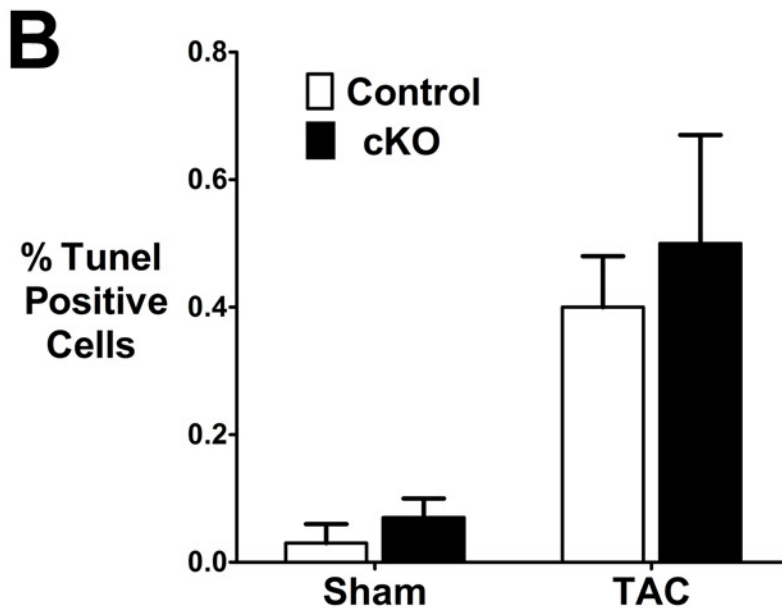 B
0.8
Control
cKO
0.6
% Tunel
Positive
Cells
0.4
0.2
0.0
Sham TAC